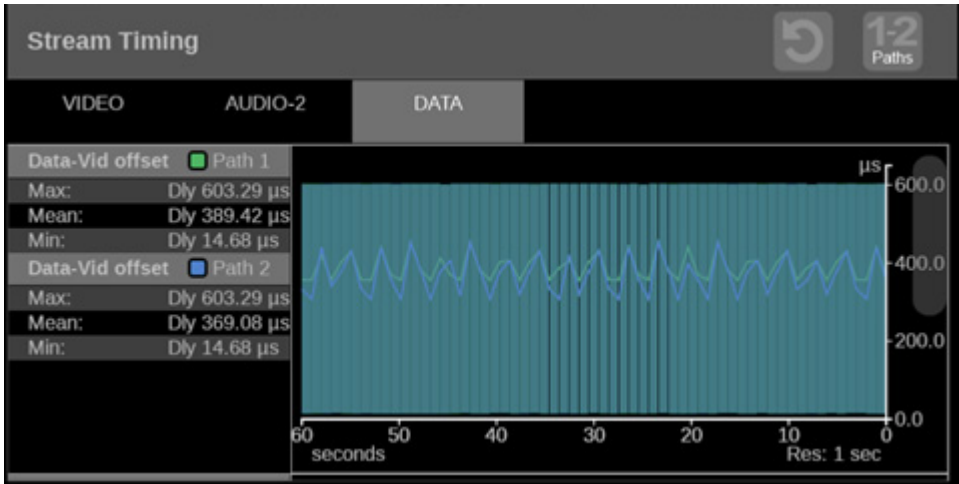 Stream Timing
1-2
Paths
VIDEO AUDIO-2 DATA
Data-Vid offset Path 1
Max: Dly 603.29 µs
Mean: Dly 389.42 µs
Min: Dly 14.68 µs
Data-Vid offset Path 2
Max: Dly 603.29 µs
Mean: Dly 369.08 µs
Min: Dly 14.68 µs
µs
600.0
400.0
200.0
0.0
60 50 40 30 20 10 0
seconds Res: 1 sec